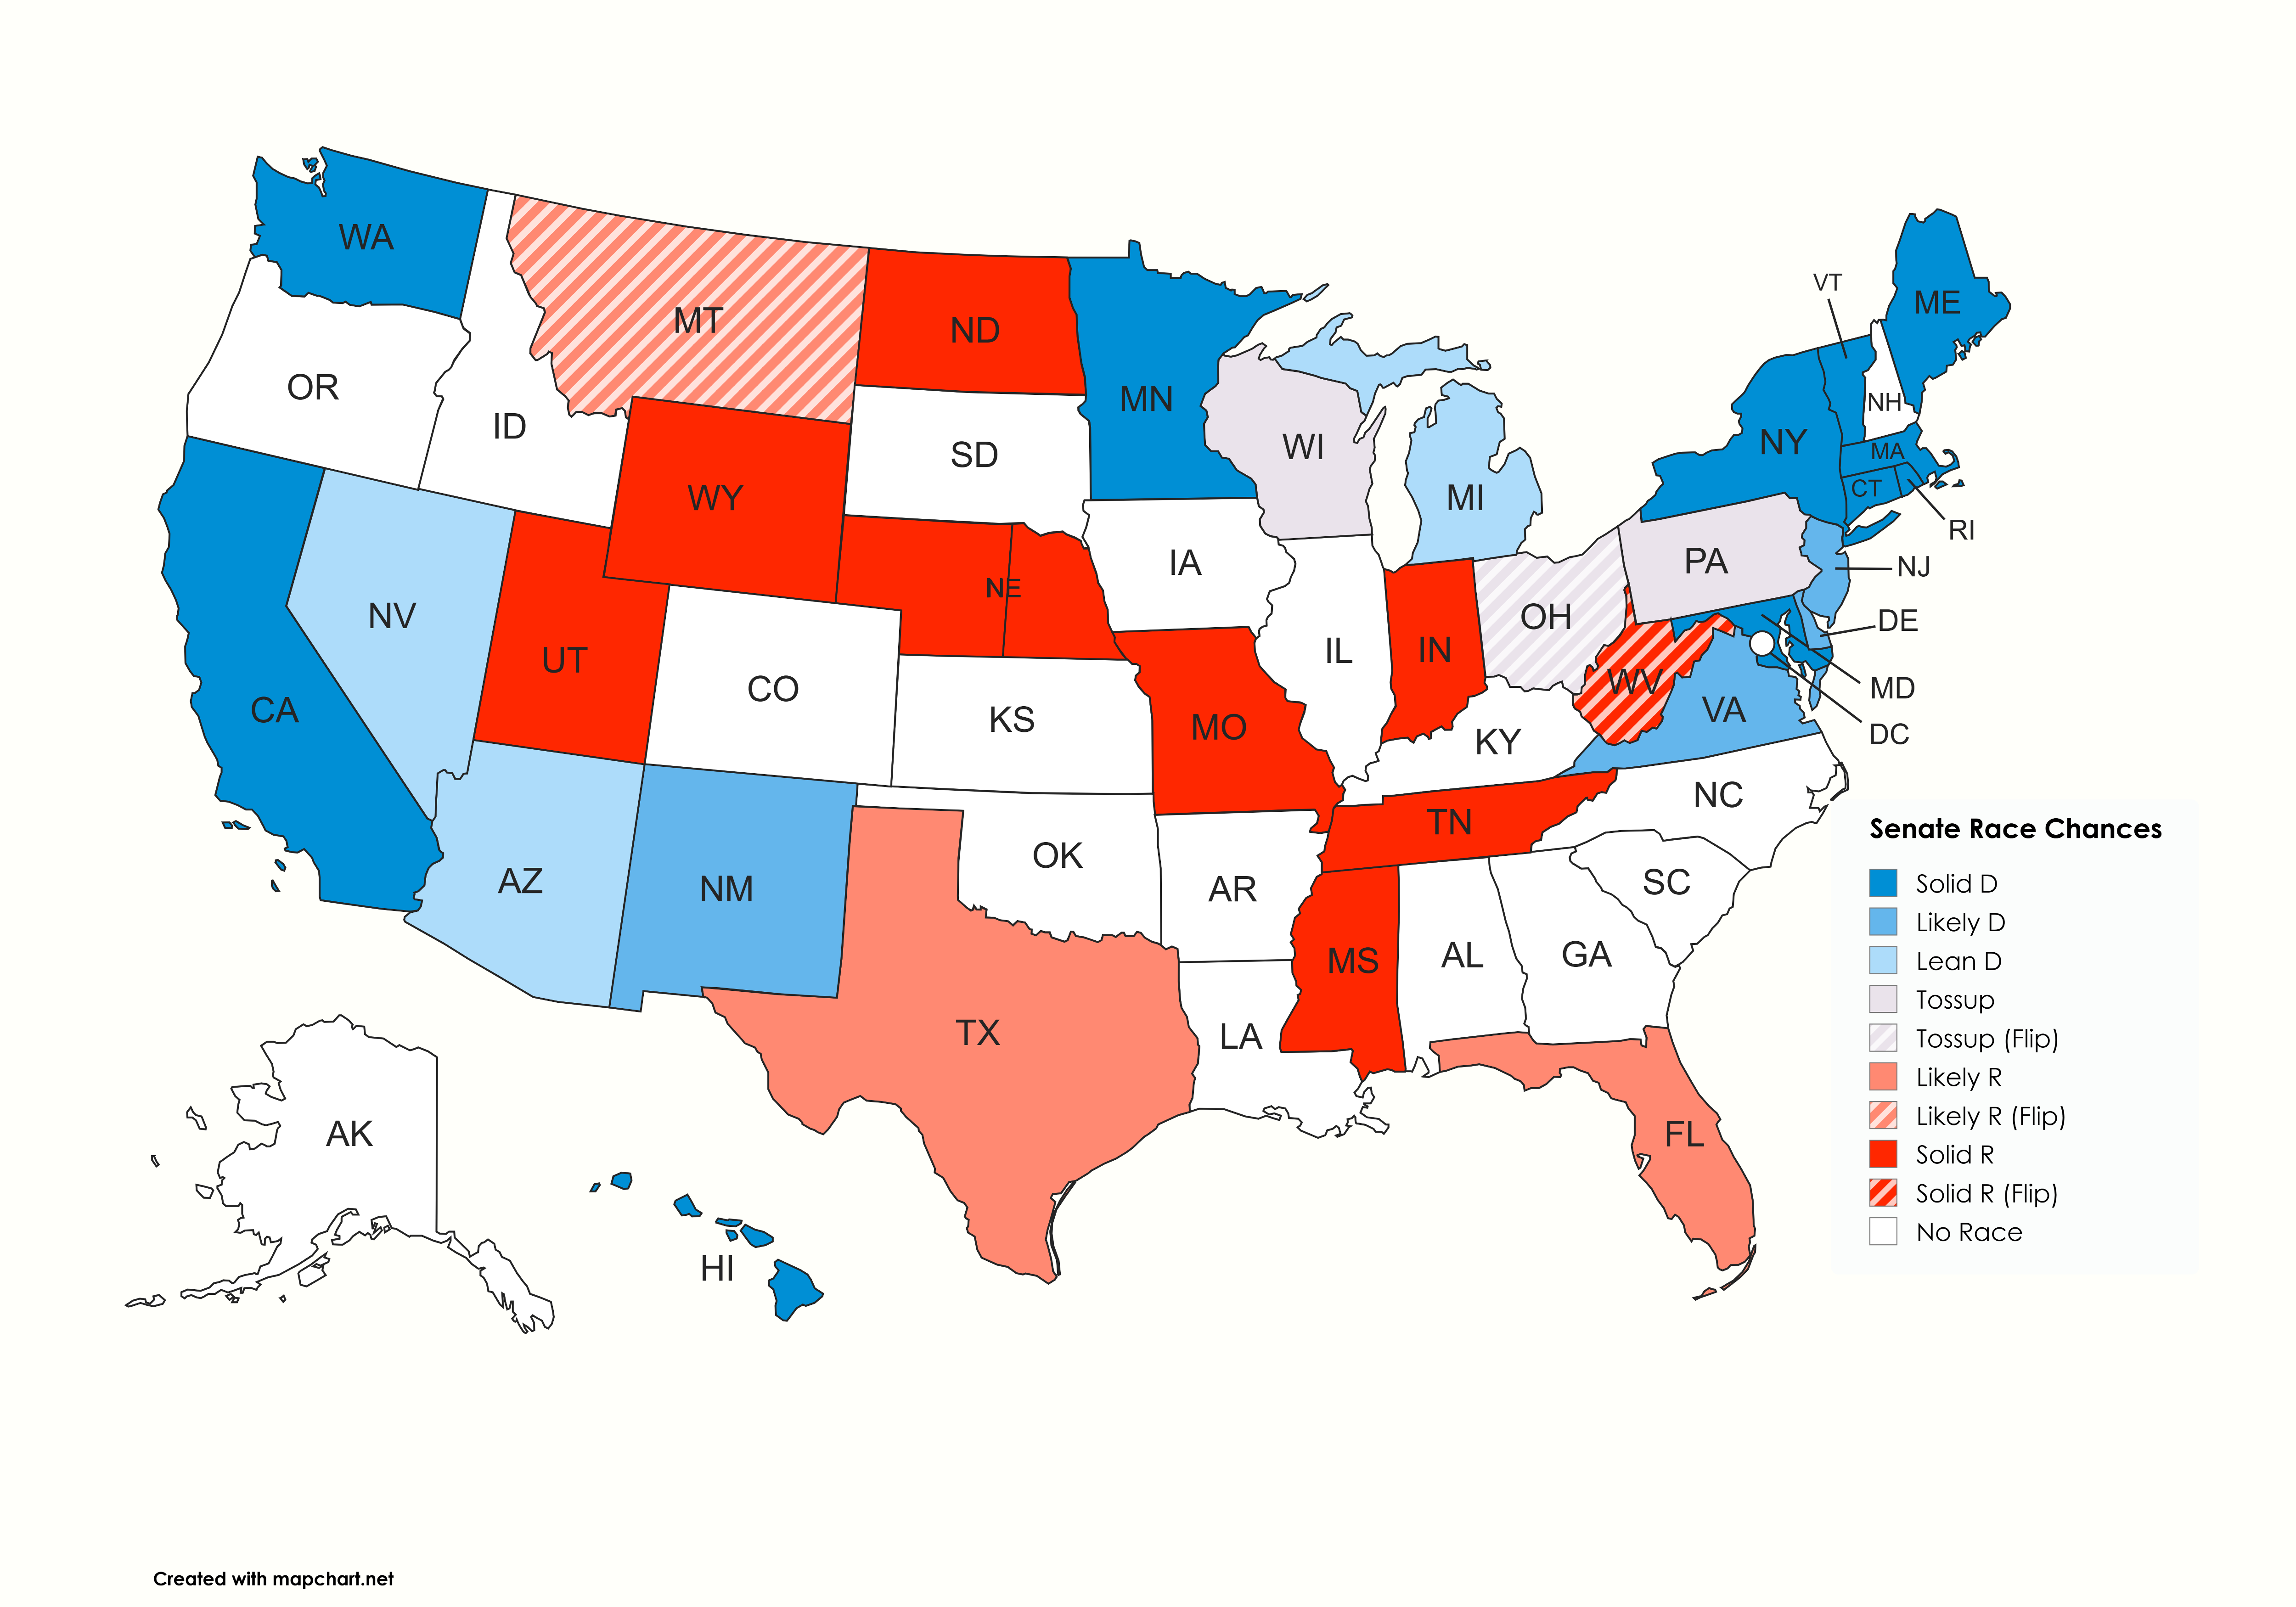 WA
MT
ND
MN
VT
ME
OR
ID
SD
WI
MI
NY
NH
MA
CT
RI
WY
IA
PA
NJ
NV
NE
OH
DE
UT
IL
IN
WV
MD
CA
CO
KS
MO
KY
VA
DC
NC
TN
AZ
NM
OK
AR
SC
MS
AL
GA
TX
LA
AK
FL
HI
Senate Race Chances
Solid D
Likely D
Lean D
Tossup
Tossup (Flip)
Likely R
Likely R (Flip)
Solid R
Solid R (Flip)
No Race
Created with mapchart.net